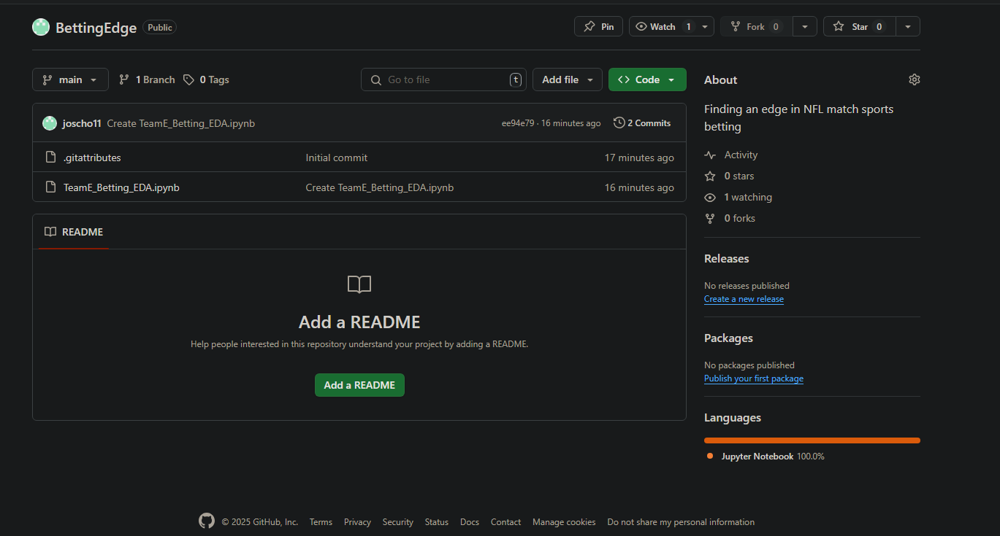 BettingEdge Public Pin Watch 1 Fork 0 Star 0
main 1 Branch 0 Tags Go to file t Add file Code
joscho11 Create TeamE_Betting_EDA.ipynb ee94e79 · 16 minutes ago 2 Commits
.gitattributes Initial commit 17 minutes ago
TeamE_Betting_EDA.ipynb Create TeamE_Betting_EDA.ipynb 16 minutes ago
README
Add a README
Help people interested in this repository understand your project by adding a README.
Add a README
About
Finding an edge in NFL match sports
betting
Activity
0 stars
1 watching
0 forks
Releases
No releases published
Create a new release
Packages
No packages published
Publish your first package
Languages
Jupyter Notebook 100.0%
© 2025 GitHub, Inc. Terms Privacy Security Status Docs Contact Manage cookies Do not share my personal information